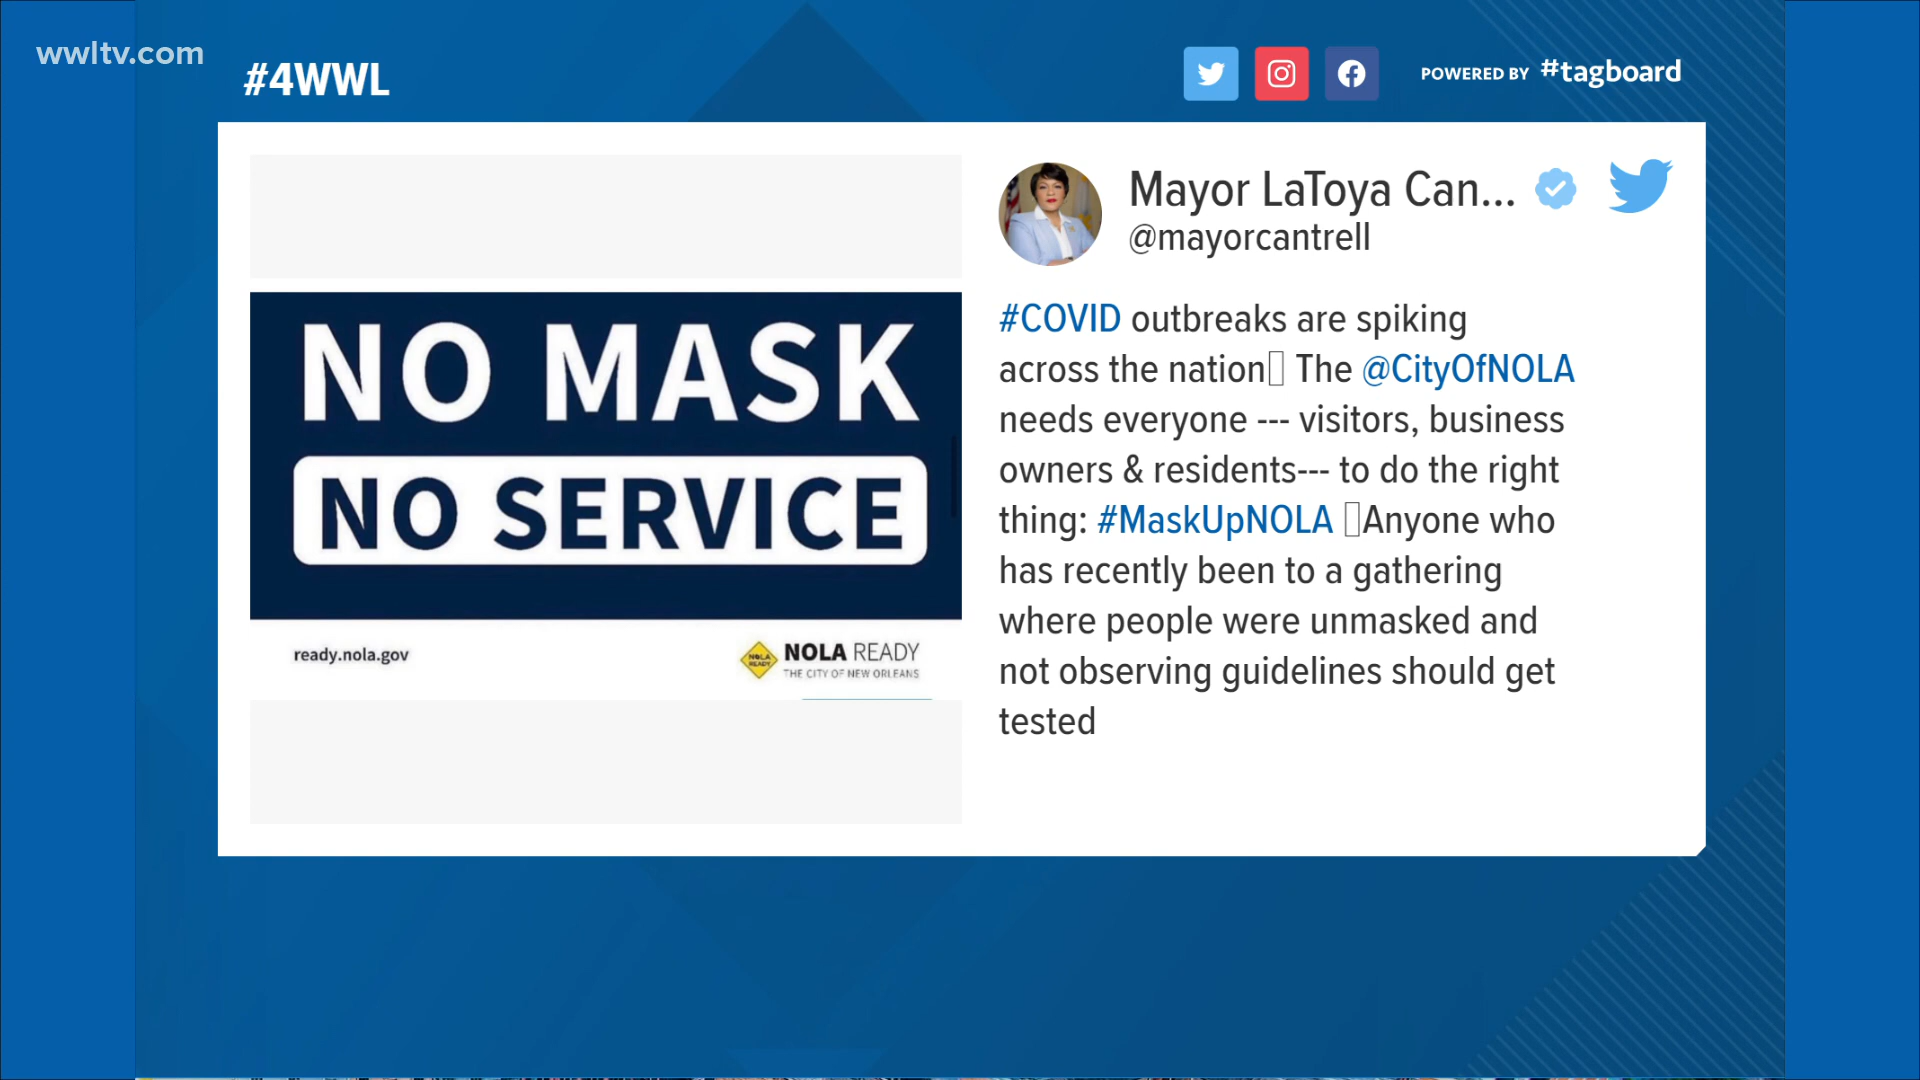 wwltv.com
#4WWL
POWERED BY #tagboard
NO MASK
NO SERVICE
ready.nola.gov
NOLA READY
NOLA READY
THE CITY OF NEW ORLEANS
Mayor LaToya Can...
@mayorcantrell
#COVID outbreaks are spiking
across the nation▯ The @CityOfNOLA
needs everyone --- visitors, business
owners & residents--- to do the right
thing: #MaskUpNOLA ▯Anyone who
has recently been to a gathering
where people were unmasked and
not observing guidelines should get
tested